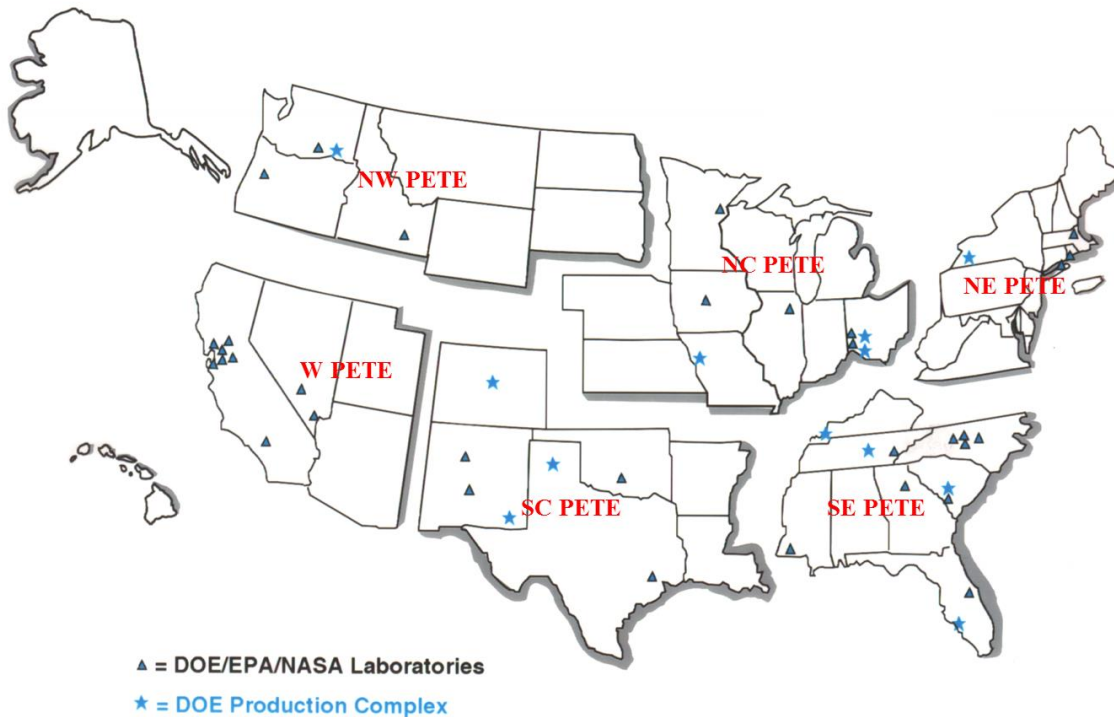 NW PETE
NC PETE
NE PETE
W PETE
SC PETE
SE PETE
= DOE/EPA/NASA Laboratories
= DOE Production Complex